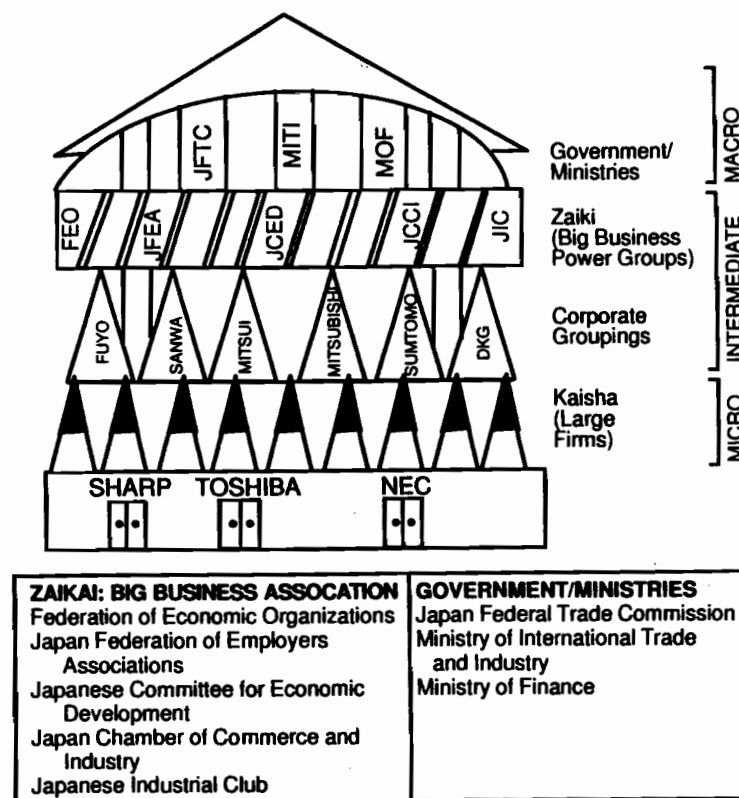 JFTC
MITI
MOF
Government/
Ministries
MACRO
FEO
JFEA
JCED
JCCI
JIC
Zaiki
(Big Business
Power Groups)
INTERMEDIATE
FUYO
SANWA
MITSUI
MITSUBISHI
SUMTOMO
DKG
Corporate
Groupings
Kaisha
(Large
Firms)
MICRO
SHARP TOSHIBA NEC
ZAIKAI: BIG BUSINESS ASSOCATION
Federation of Economic Organizations
Japan Federation of Employers
Associations
Japanese Committee for Economic
Development
Japan Chamber of Commerce and
Industry
Japanese Industrial Club
GOVERNMENT/MINISTRIES
Japan Federal Trade Commission
Ministry of International Trade
and Industry
Ministry of Finance